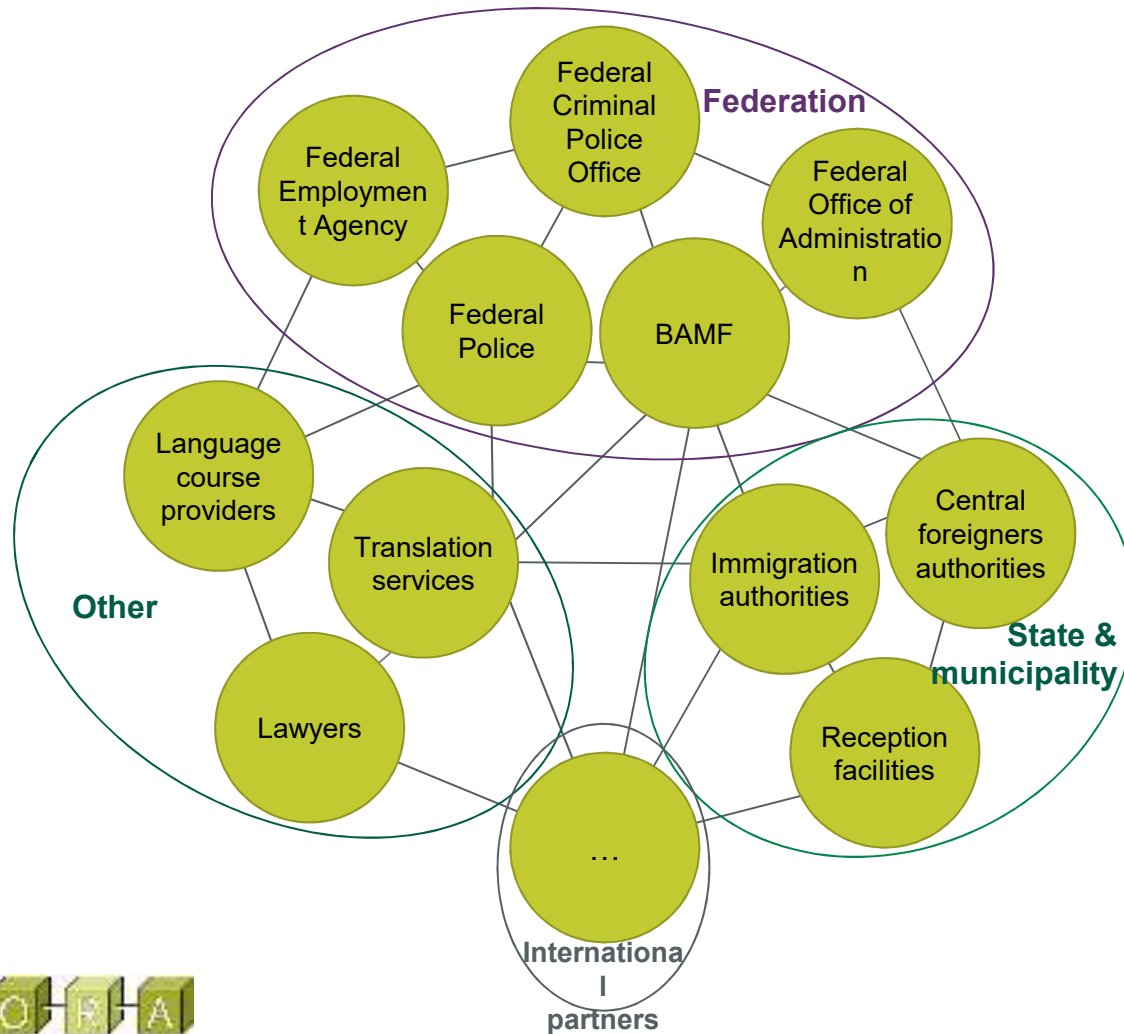 Federal
Criminal
Police
Office
Federation
Federal
Employmen
t Agency
Federal
Office of
Administratio
n
Federal
Police
BAMF
Language
course
providers
Translation
services
Lawyers
Other
Immigration
authorities
Central
foreigners
authorities
State &
municipality
Reception
facilities
…
Internationa
l
partners
O R A